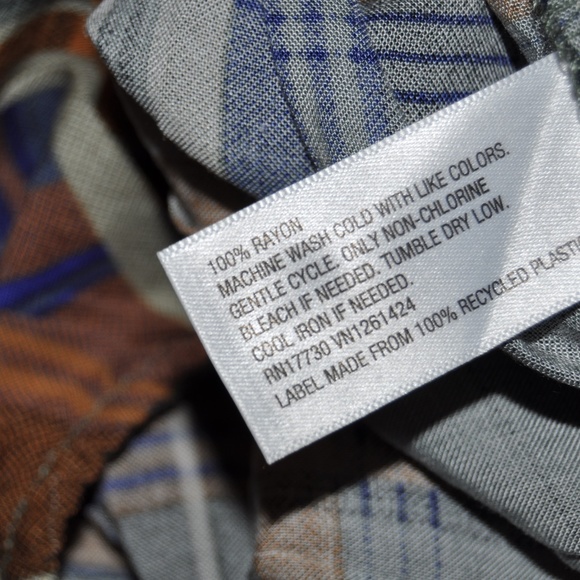 100% RAYON
MACHINE WASH COLD WITH LIKE COLORS.
GENTLE CYCLE. ONLY NON-CHLORINE
BLEACH IF NEEDED. TUMBLE DRY LOW.
COOL IRON IF NEEDED.
RN17730 VN1261424
LABEL MADE FROM 100% RECYCLED PLASTI